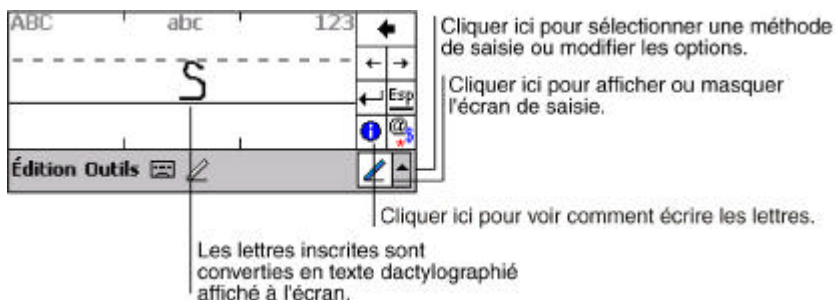 ABC abc 123
Cliquer ici pour sélectionner une méthode
de saisie ou modifier les options.
S
Esp
Cliquer ici pour afficher ou masquer
l'écran de saisie.
@
*$
Édition Outils
Cliquer ici pour voir comment écrire les lettres.
Les lettres inscrites sont
converties en texte dactylographié
affiché à l'écran.